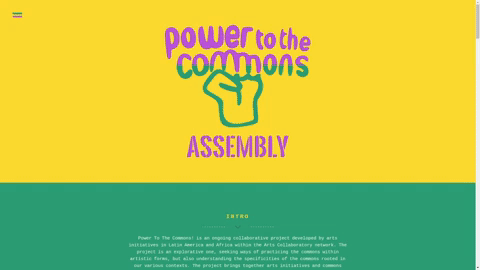 power to the
commons
ASSEMBLY
INTRO
Power To The Commons! is an ongoing collaborative project developed by arts
initiatives in Latin America and Africa within the Arts Collaboratory network. The
project is an explorative one, seeking ways of practicing the commons within
artistic forms, but also understanding the specificities of the commons rooted in
our various contexts. The project brings together arts initiatives and commons